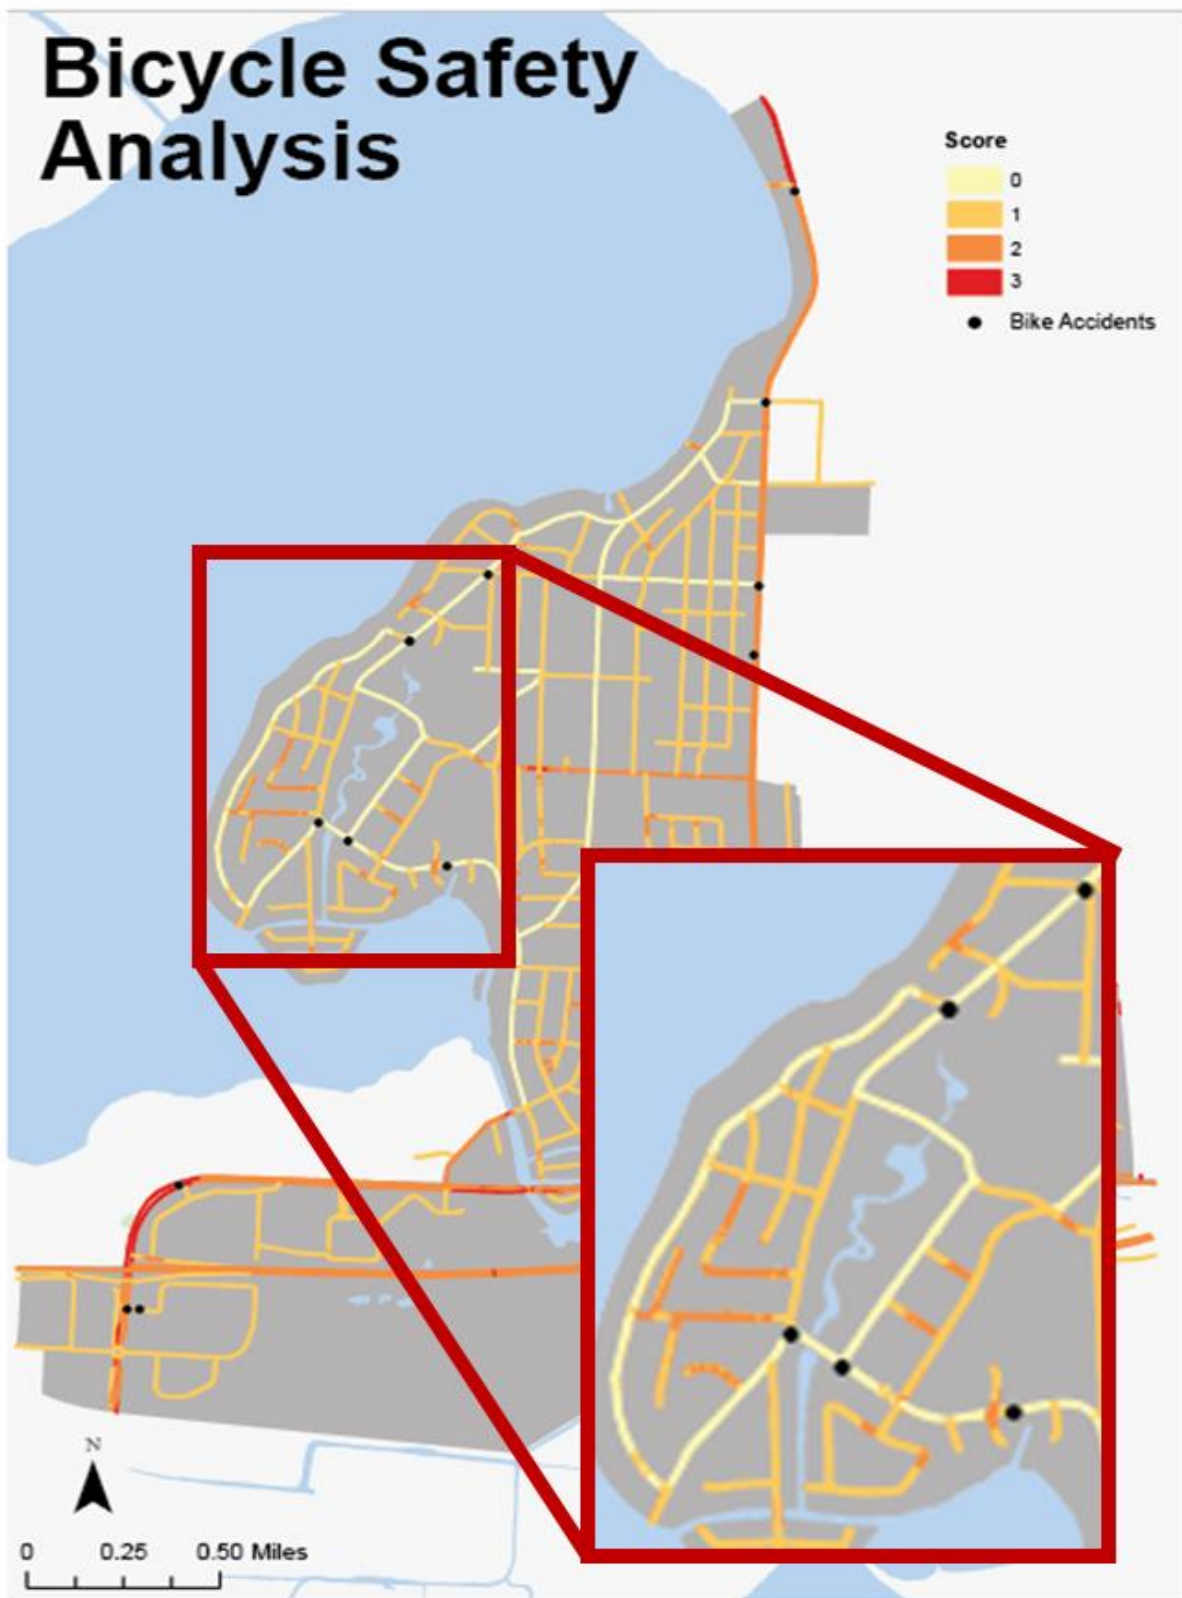 Bicycle Safety
Analysis
Score
0
1
2
3
Bike Accidents
N
0 0.25 0.50 Miles